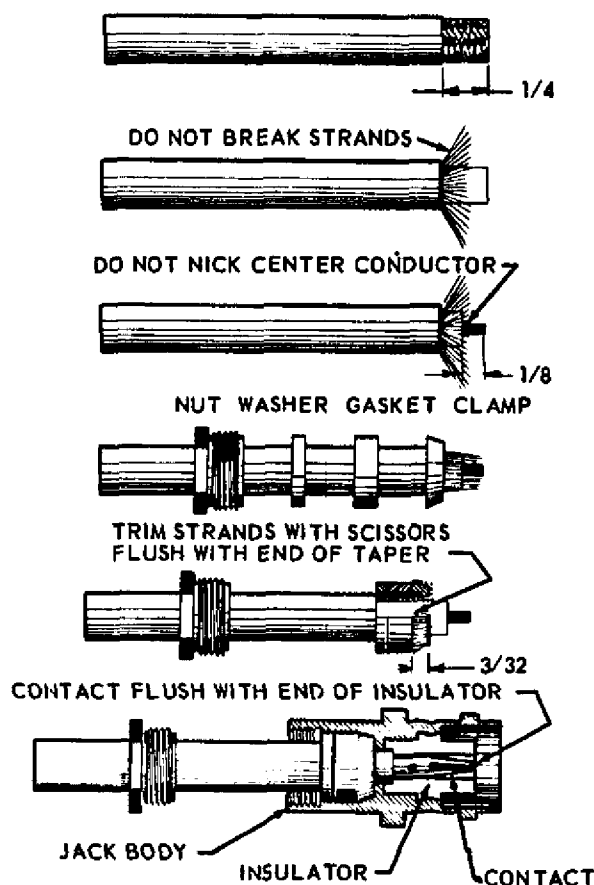 1/4
DO NOT BREAK STRANDS
DO NOT NICK CENTER CONDUCTOR
1/8
NUT WASHER GASKET CLAMP
TRIM STRANDS WITH SCISSORS
FLUSH WITH END OF TAPER
3/32
CONTACT FLUSH WITH END OF INSULATOR
JACK BODY
INSULATOR
CONTACT